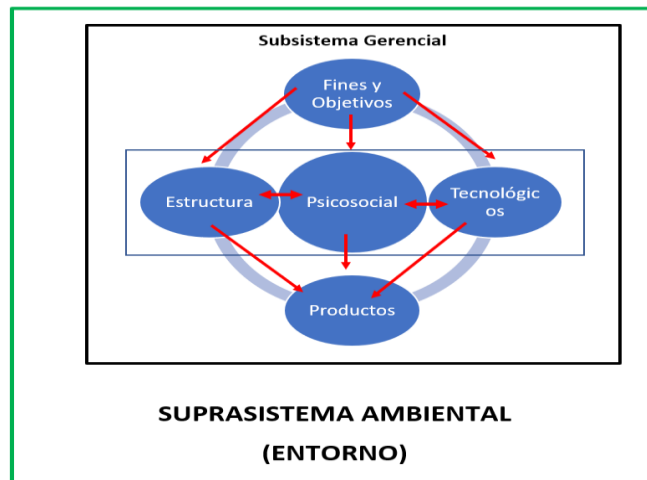 Subsistema Gerencial
Fines y
Objetivos
Estructura
Psicosocial
Tecnológic
os
Productos
SUPRASISTEMA AMBIENTAL
(ENTORNO)